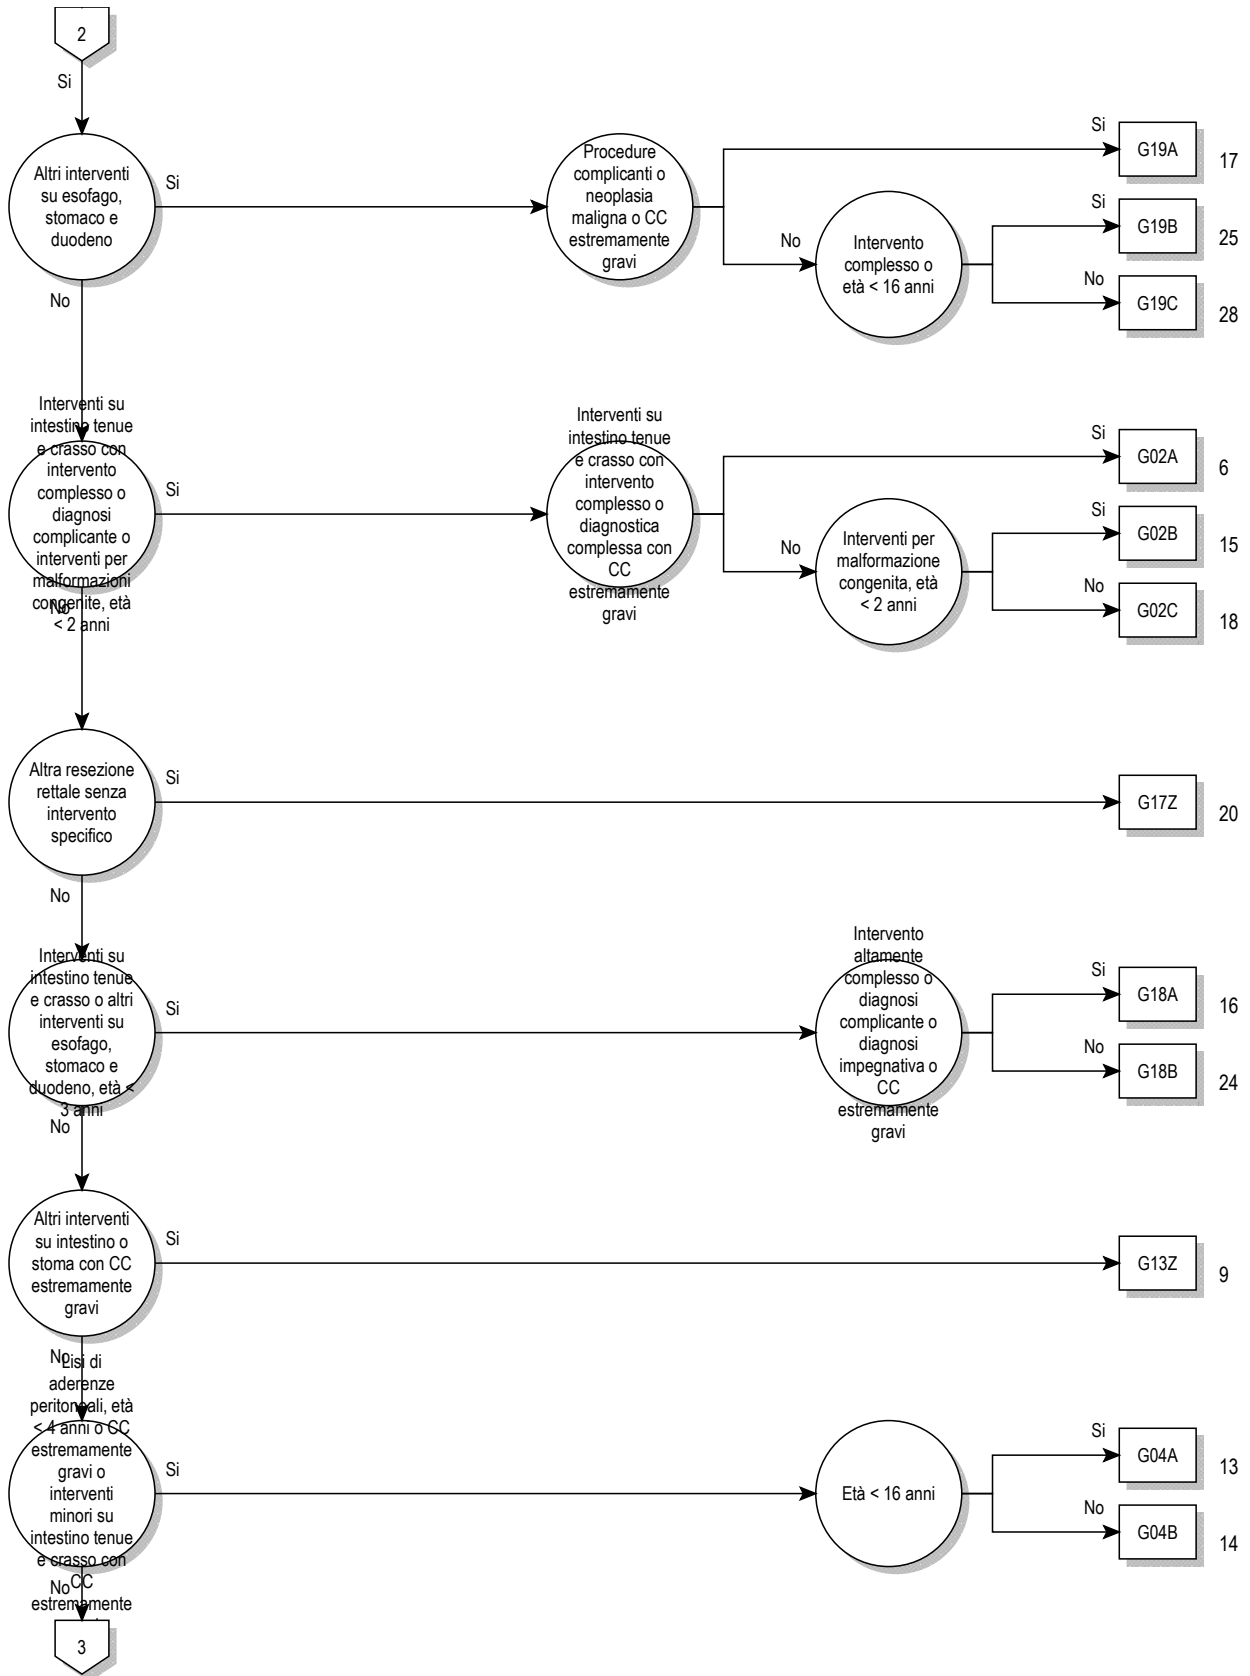 2
Si
Altri interventi
su esofago,
stomaco e
duodeno
Si
No
Procedure
complicanti o
neoplasia
maligna o CC
estremamente
gravi
Si
No
Intervento
complesso o
età < 16 anni
Si
No
G19A
17
G19B
25
G19C
28
Interventi su
intestino tenue
e crasso con
intervento
complesso o
diagnosi
complicante o
interventi per
malformazioni
congenite, età
< 2 anni
Si
No
Interventi su
intestino tenue
e crasso con
intervento
complesso o
diagnostica
complessa con
CC
estremamente
gravi
Si
No
Interventi per
malformazione
congenita, età
< 2 anni
Si
No
G02A
6
G02B
15
G02C
18
Altra resezione
rettale senza
intervento
specifico
Si
No
G17Z
20
Interventi su
intestino tenue
e crasso o altri
interventi su
esofago,
stomaco e
duodeno, età <
3 anni
Si
No
Intervento
altamente
complesso o
diagnosi
complicante o
diagnosi
impegnativa o
CC
estremamente
gravi
Si
No
G18A
16
G18B
24
Altri interventi
su intestino o
stoma con CC
estremamente
gravi
Si
No
G13Z
9
Lisi di
aderenze
peritoneali, età
< 4 anni o CC
estremamente
gravi o
interventi
minori su
intestino tenue
e crasso con
CC
estremamente
Si
No
Età < 16 anni
Si
No
G04A
13
G04B
14
3